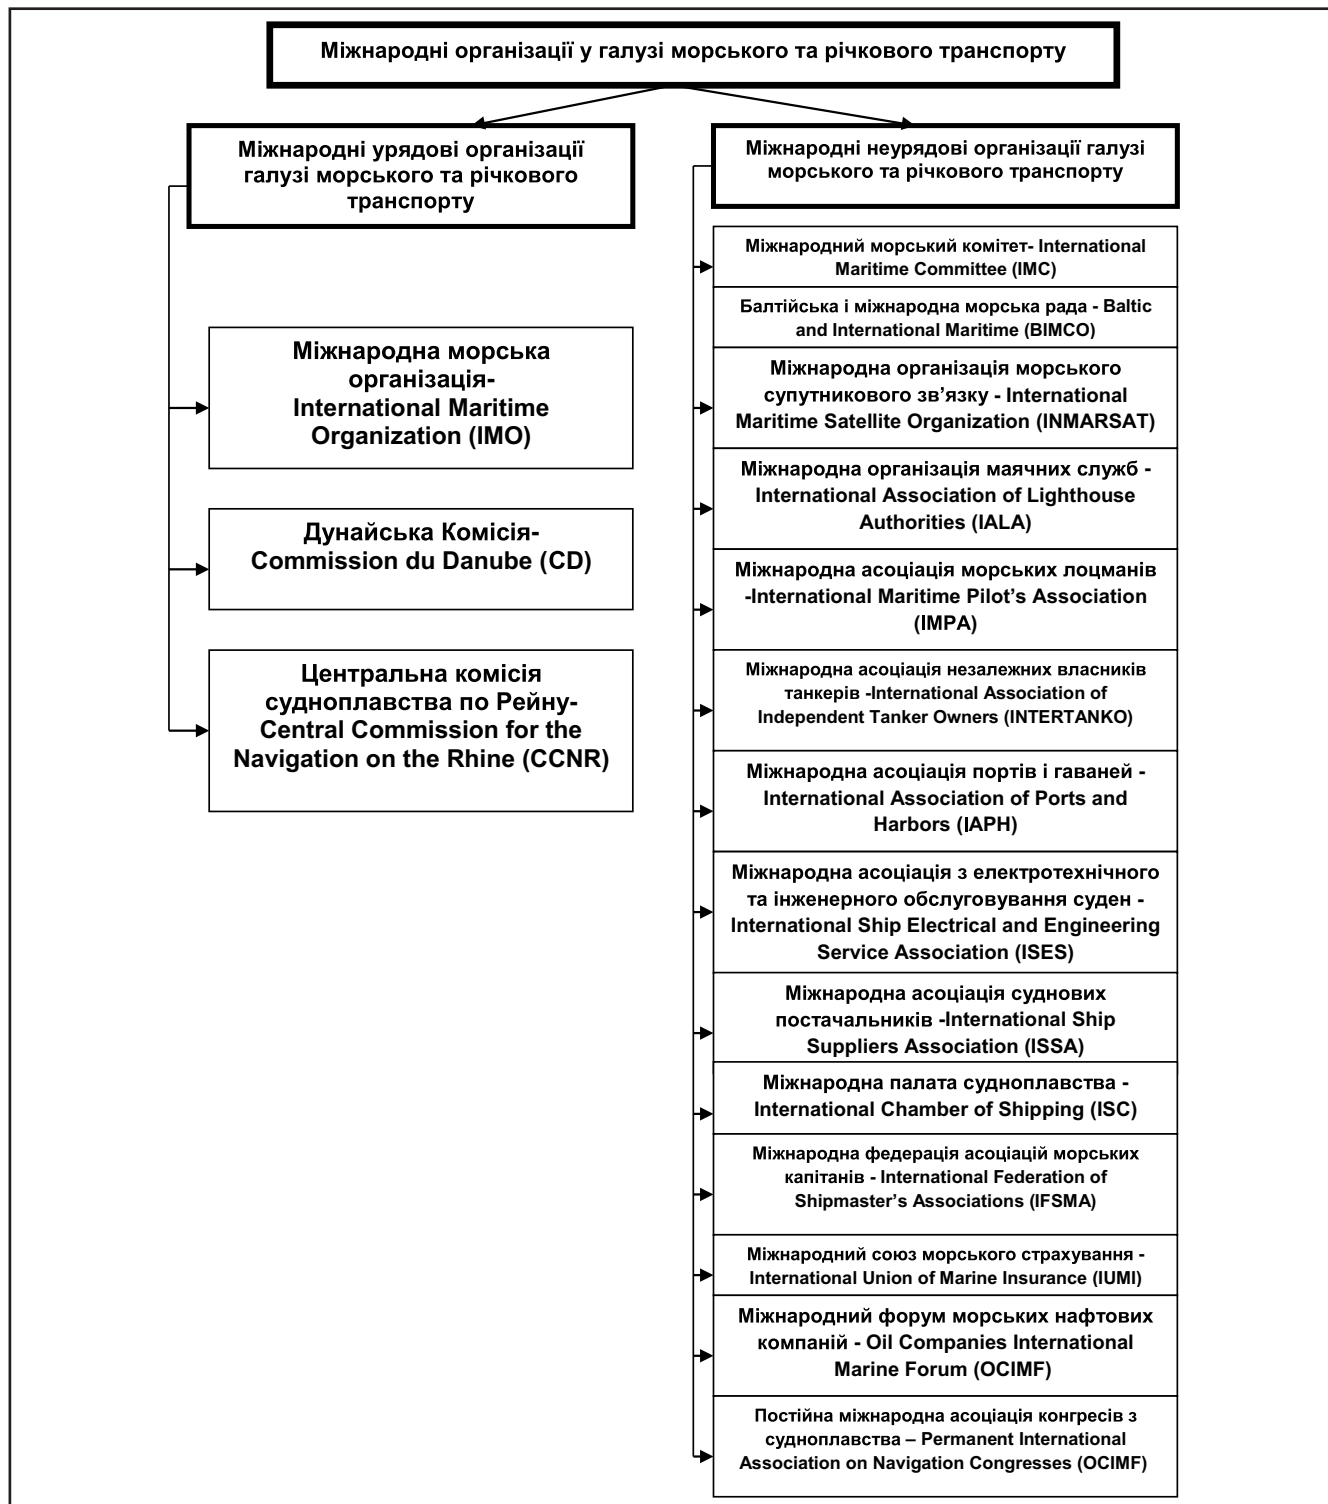 Міжнародні організації у галузі морського та річкового транспорту
Міжнародні урядові організації
галузі морського та річкового
транспорту
Міжнародна морська
організація-
International Maritime
Organization (IMO)
Дунайська Комісія-
Commission du Danube (CD)
Центральна комісія
судноплавства по Рейну-
Central Commission for the
Navigation on the Rhine (CCNR)
Міжнародні неурядові організації галузі
морського та річкового транспорту
Міжнародний морський комітет- International
Maritime Committee (IMC)
Балтійська і міжнародна морська рада - Baltic
and International Maritime (BIMCO)
Міжнародна організація морського
супутникового зв’язку - International
Maritime Satellite Organization (INMARSAT)
Міжнародна організація маячних служб -
International Association of Lighthouse
Authorities (IALA)
Міжнародна асоціація морських лоцманів
-International Maritime Pilot’s Association
(IMPA)
Міжнародна асоціація незалежних власників
танкерів -International Association of
Independent Tanker Owners (INTERTANKO)
Міжнародна асоціація портів і гаваней -
International Association of Ports and
Harbors (IAPH)
Міжнародна асоціація з електротехнічного
та інженерного обслуговування суден -
International Ship Electrical and Engineering
Service Association (ISES)
Міжнародна асоціація суднових
постачальників -International Ship
Suppliers Association (ISSA)
Міжнародна палата судноплавства -
International Chamber of Shipping (ISC)
Міжнародна федерація асоціацій морських
капітанів - International Federation of
Shipmaster’s Associations (IFSMA)
Міжнародний союз морського страхування -
International Union of Marine Insurance (IUMI)
Міжнародний форум морських нафтових
компаній - Oil Companies International
Marine Forum (OCIMF)
Постійна міжнародна асоціація конгресів з
судноплавства – Permanent International
Association on Navigation Congresses (OCIMF)